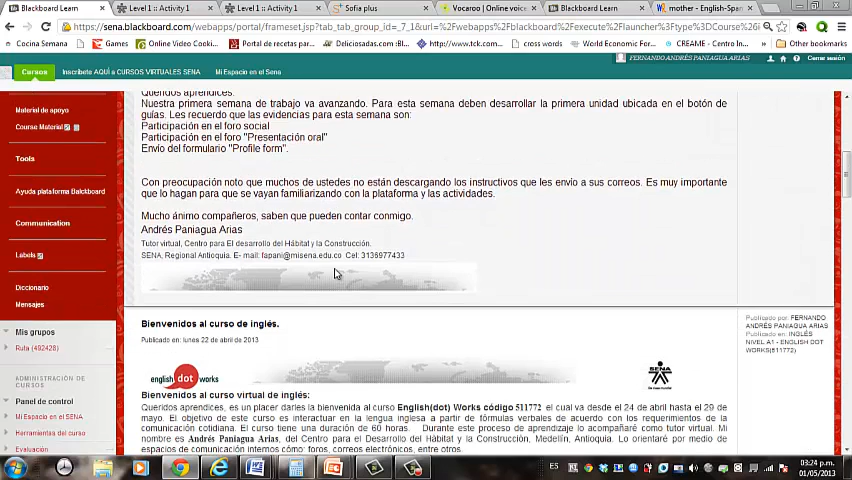 Blackboard Learn
Level 1 :: Activity 1
Level 1 :: Activity 1
Sofia plus
Vocaroo | Online voice
Blackboard Learn
mother - English-Span
https://sena.blackboard.com/webapps/portal/frameset.jsp?tab_tab_group_id=_7_1&url=%2Fwebapps%2Fblackboard%2Fexecute%2Flauncher%3Ftype%3DCourse%26i
Cocina Semana
Games
Online Video Cookb...
Portal de recetas par...
Deliciosadas.com::Bl...
http://www.tck.com...
cross words
World Economic For...
CREAME - Centro In...
Other bookmarks
FERNANDO ANDRÉS PANIAGUA ARIAS
Cerrar sesión
Cursos
Inscríbete AQUÍ a CURSOS VIRTUALES SENA
Mi Espacio en el Sena
Material de apoyo
Course Material
Tools
Ayuda plataforma Balckboard
Communication
Labels
Diccionario
Mensajes
Mis grupos
Ruta (492428)
ADMINISTRACIÓN DE
CURSOS
Panel de control
Mi Espacio en el SENA
Herramientas del curso
Evaluación
Queridos aprendices:
Nuestra primera semana de trabajo va avanzando. Para esta semana deben desarrollar la primera unidad ubicada en el botón de
guías. Les recuerdo que las evidencias para esta semana son:
Participación en el foro social
Participación en el foro "Presentación oral"
Envío del formulario "Profile form".
Con preocupación noto que muchos de ustedes no están descargando los instructivos que les envío a sus correos. Es muy importante
que lo hagan para que se vayan familiarizando con la plataforma y las actividades.
Mucho ánimo compañeros, saben que pueden contar conmigo.
Andrés Paniagua Arias
Tutor virtual, Centro para El desarrollo del Hábitat y la Construcción.
SENA, Regional Antioquia. E- mail: fapani@misena.edu.co Cel: 3136977433
Bienvenidos al curso de inglés.
Publicado en: lunes 22 de abril de 2013
Publicado por: FERNANDO
ANDRÉS PANIAGUA ARIAS
Publicado en: INGLÉS
NIVEL A1 - ENGLISH DOT
WORKS(511772)
english dot works
SENA
Bienvenidos al curso virtual de inglés:
Queridos aprendices, es un placer darles la bienvenida al curso English(dot) Works código 511772 el cual va desde el 24 de abril hasta el 29 de
mayo. El objetivo de este curso es interactuar en la lengua inglesa a partir de fórmulas verbales de acuerdo con los requerimentos de la
comunicación cotidiana. El curso tiene una duración de 60 horas. Durante este proceso de aprendizaje lo acompañaré como tutor virtual. Mi
nombre es Andrés Paniagua Arias, del Centro para el Desarrollo del Hábitat y la Construcción, Medellín, Antioquia. Lo orientaré por medio de
espacios de comunicación internos cómo: foros, correos electrónicos, entre otros.
ES
03:24 p.m.
01/05/2013